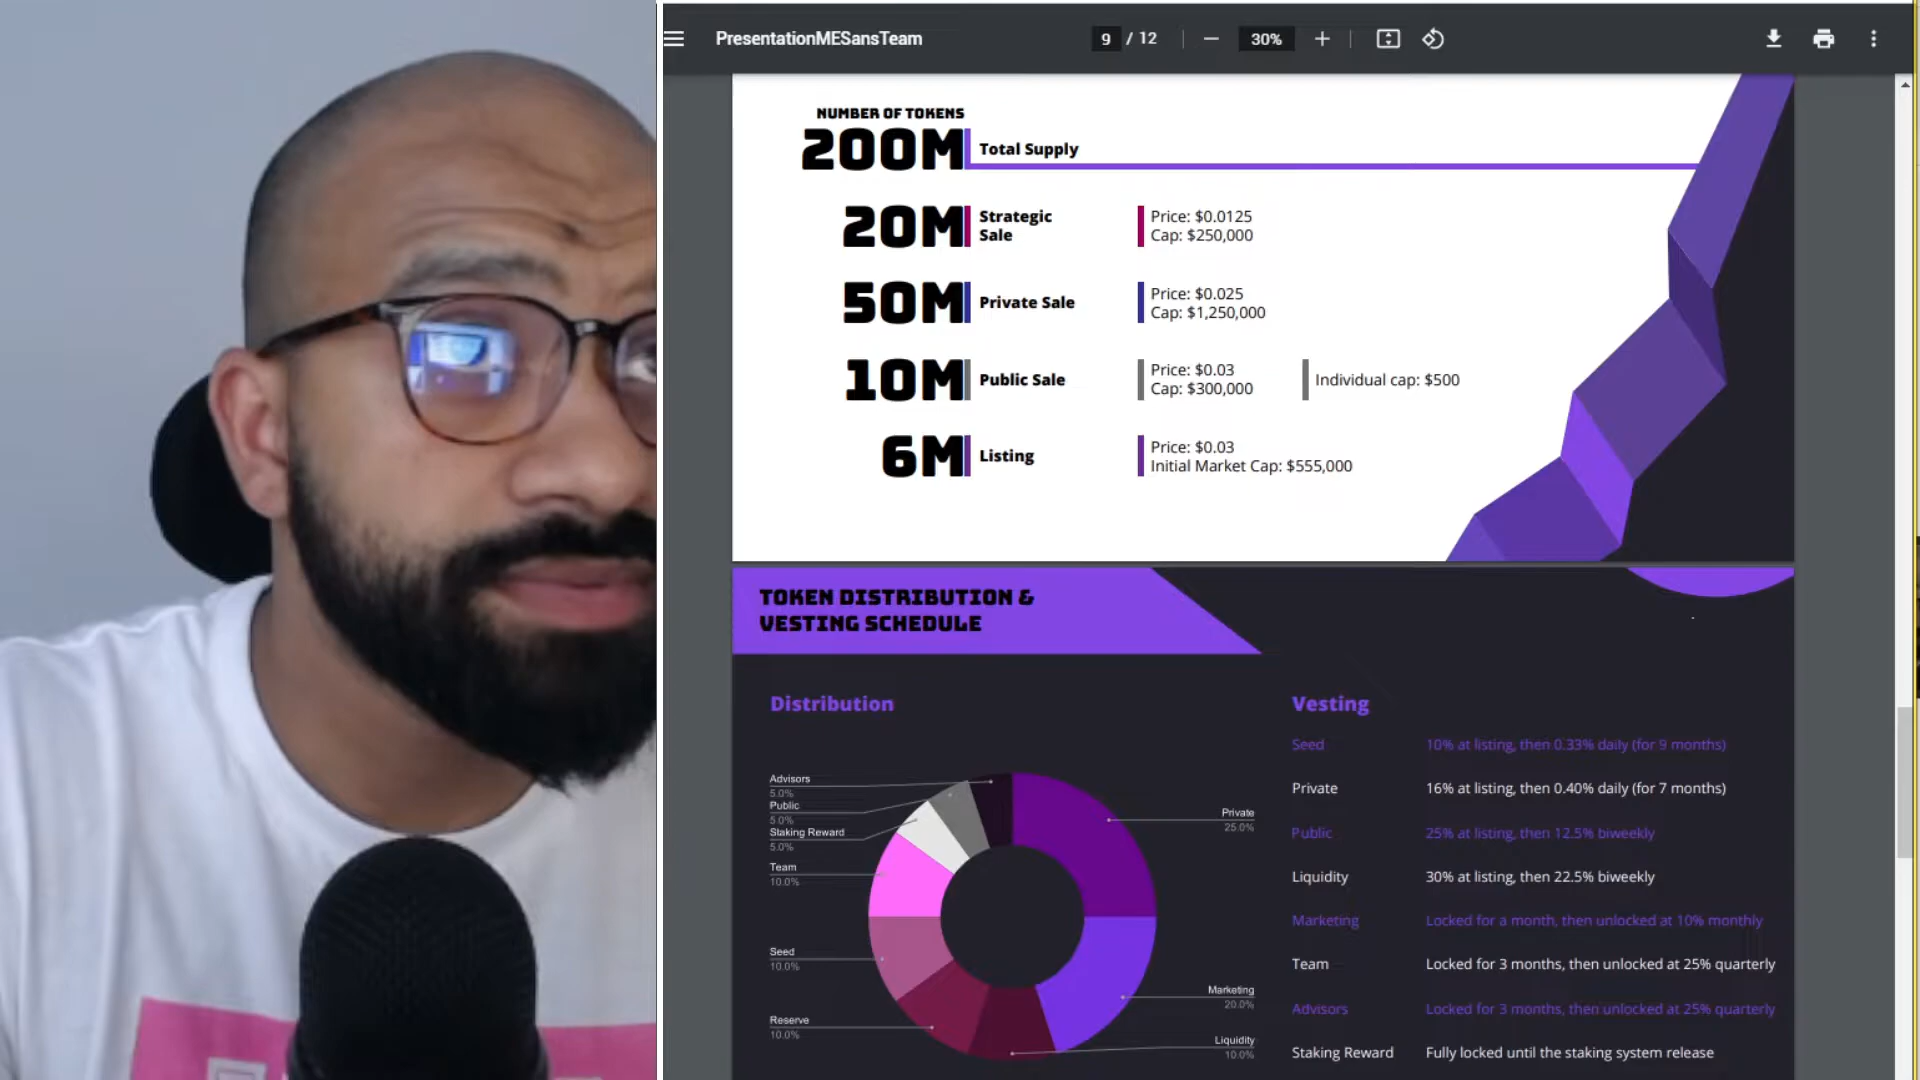 PresentationMESansTeam
9 / 12
30%
NUMBER OF TOKENS
200M
Total Supply
20M
Strategic
Sale
Price: $0.0125
Cap: $250,000
50M
Private Sale
Price: $0.025
Cap: $1,250,000
10M
Public Sale
Price: $0.03
Cap: $300,000
Individual cap: $500
6M
Listing
Price: $0.03
Initial Market Cap: $555,000
TOKEN DISTRIBUTION &
VESTING SCHEDULE
Distribution
Advisors
5.0%
Public
5.0%
Staking Reward
5.0%
Team
10.0%
Seed
10.0%
Reserve
10.0%
Private
25.0%
Marketing
20.0%
Liquidity
10.0%
Vesting
Seed 10% at listing, then 0.33% daily (for 9 months)
Private 16% at listing, then 0.40% daily (for 7 months)
Public 25% at listing, then 12.5% biweekly
Liquidity 30% at listing, then 22.5% biweekly
Marketing Locked for a month, then unlocked at 10% monthly
Team Locked for 3 months, then unlocked at 25% quarterly
Advisors Locked for 3 months, then unlocked at 25% quarterly
Staking Reward Fully locked until the staking system release